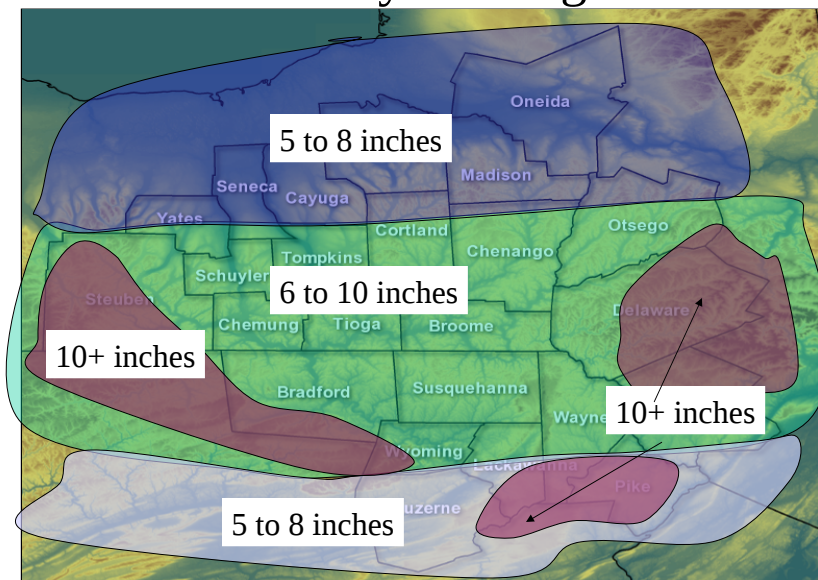 Oneida
5 to 8 inches
Madison
Seneca
Cayuga
Yates
Otsego
Cortland
Chenango
Tompkins
Schuyler
6 to 10 inches
Steuben
Delaware
Chemung
Tioga
Broome
10+ inches
Bradford
Susquehanna
10+ inches
Wayne
Wyoming
Lackawanna
Pike
Luzerne
5 to 8 inches